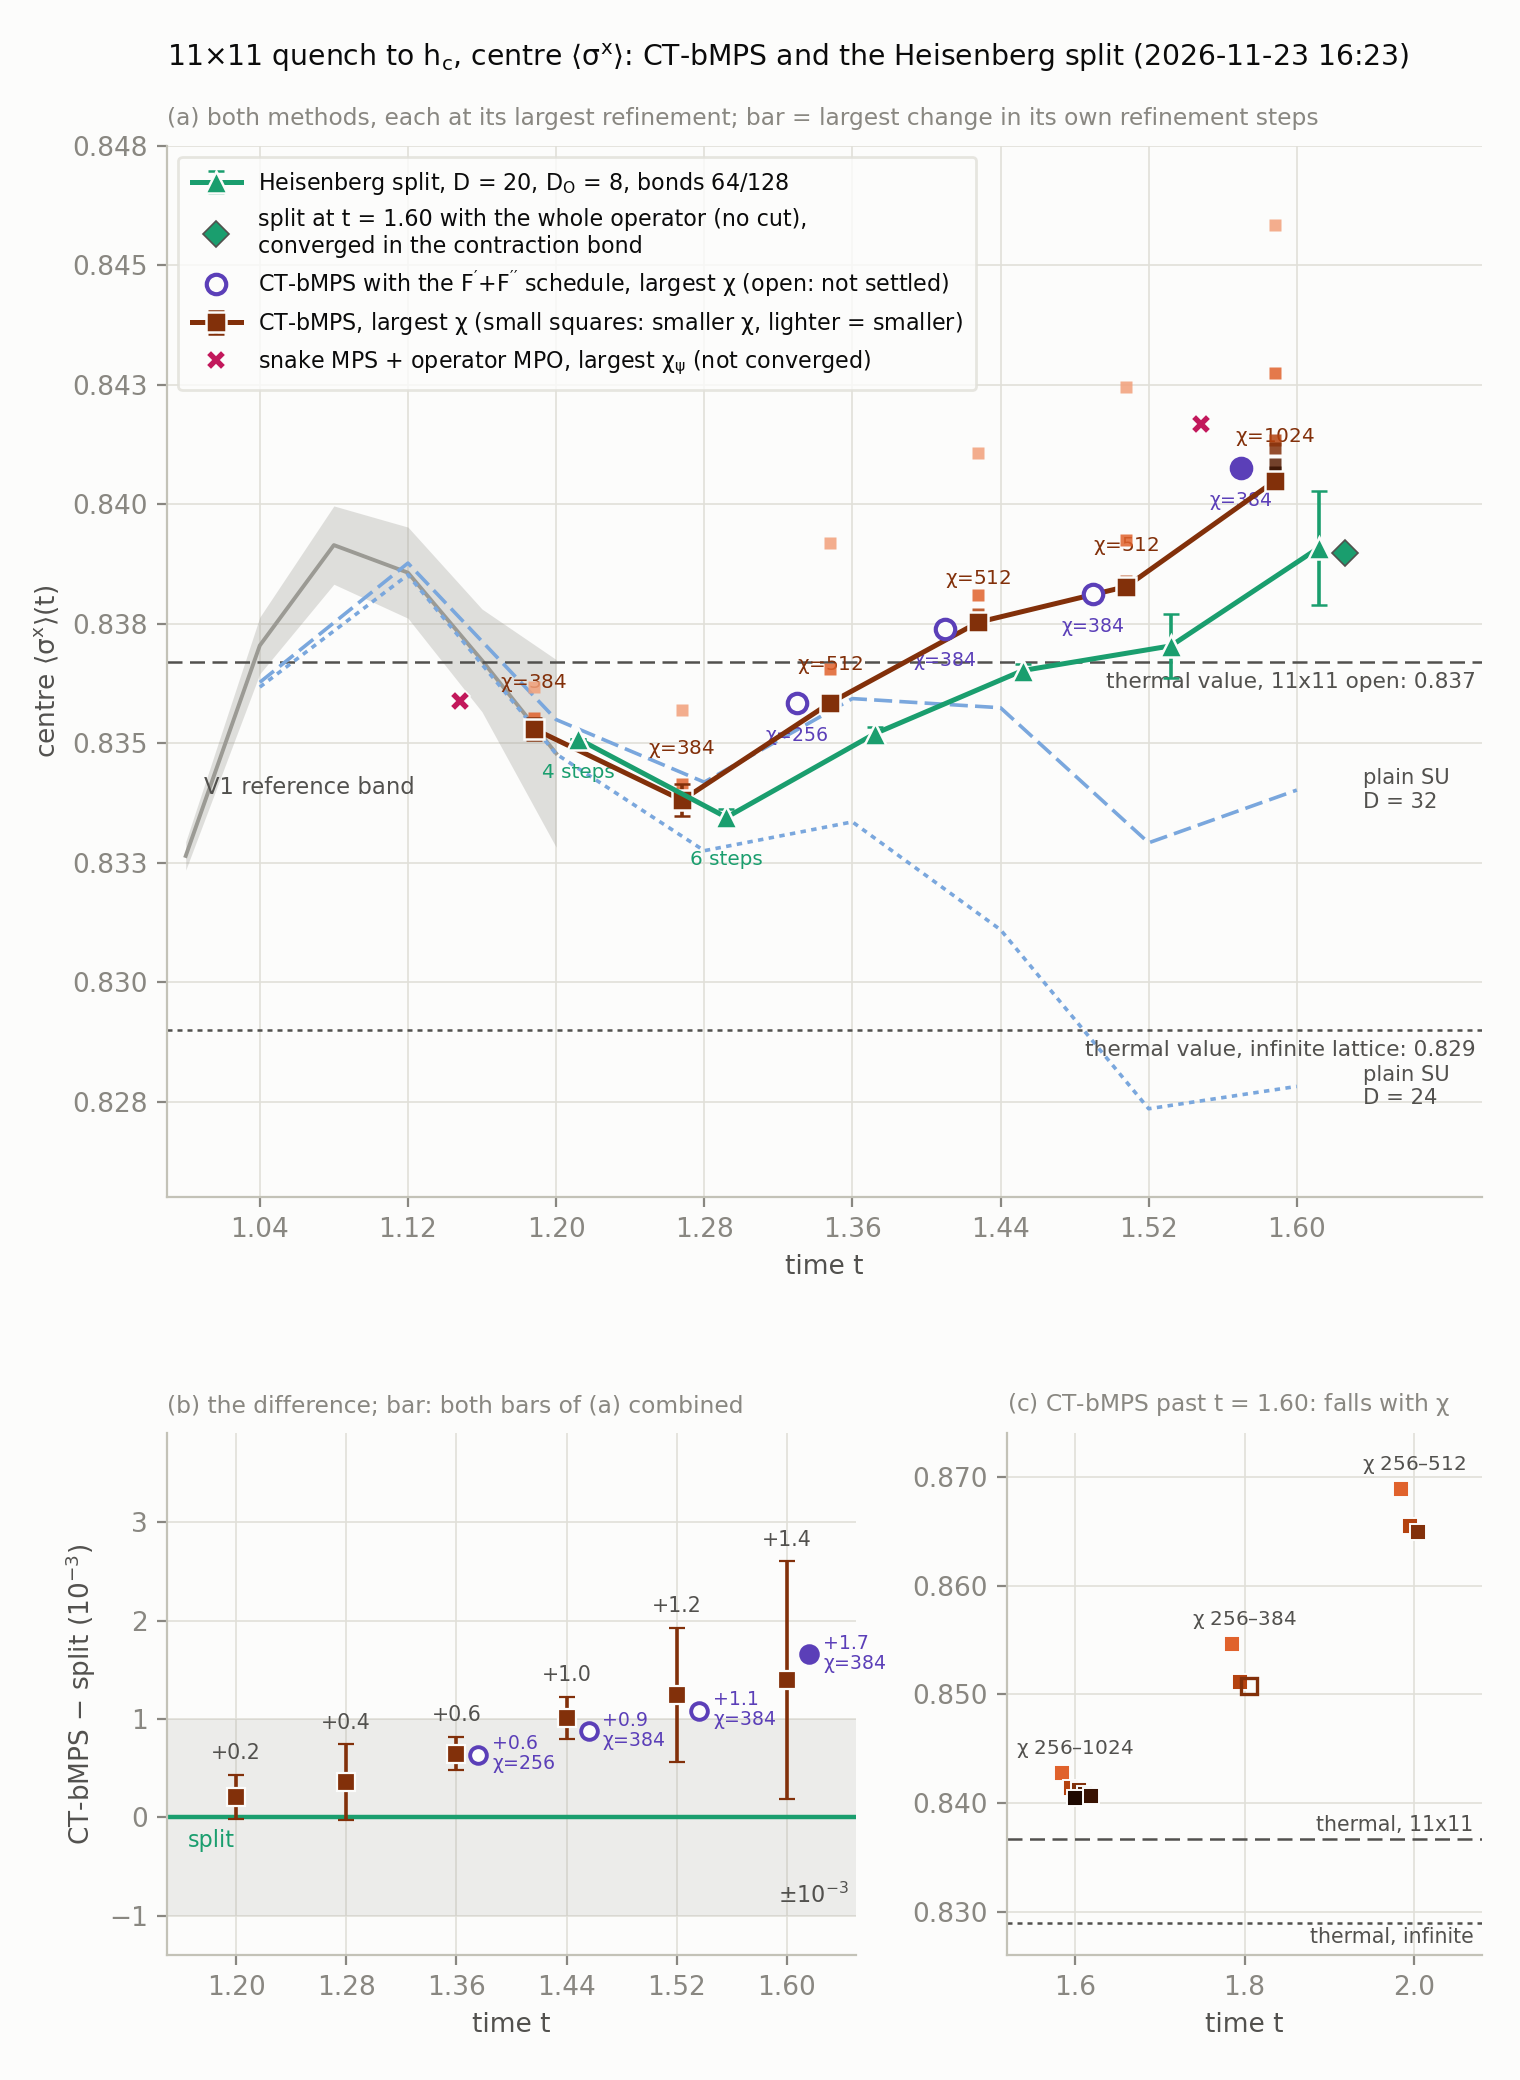 11×11 quench to h_c, centre ⟨σ^x⟩: CT-bMPS and the Heisenberg split (2026-11-23 16:23)
(a) both methods, each at its largest refinement; bar = largest change in its own refinement steps
0.848
0.845
0.843
0.840
0.838
0.835
0.833
0.830
0.828
centre ⟨σ^x⟩(t)
Heisenberg split, D = 20, D_O = 8, bonds 64/128
split at t = 1.60 with the whole operator (no cut),
converged in the contraction bond
CT-bMPS with the F′+F″ schedule, largest χ (open: not settled)
CT-bMPS, largest χ (small squares: smaller χ, lighter = smaller)
snake MPS + operator MPO, largest χ_ψ (not converged)
χ=1024
χ=384
χ=512
χ=512
χ=384
χ=512
χ=384
χ=384
thermal value, 11x11 open: 0.837
χ=384
χ=256
4 steps
V1 reference band
plain SU
D = 32
6 steps
thermal value, infinite lattice: 0.829
plain SU
D = 24
1.04
1.12
1.20
1.28
1.36
1.44
1.52
1.60
time t
(b) the difference; bar: both bars of (a) combined
3
2
1
0
−1
CT-bMPS − split (10⁻³)
+0.2
+0.4
+0.6
+1.0
+1.2
+1.4
+0.6
χ=256
+0.9
χ=384
+1.1
χ=384
+1.7
χ=384
split
±10⁻³
1.20
1.28
1.36
1.44
1.52
1.60
time t
(c) CT-bMPS past t = 1.60: falls with χ
0.870
0.860
0.850
0.840
0.830
χ 256–512
χ 256–384
χ 256–1024
thermal, 11x11
thermal, infinite
1.6
1.8
2.0
time t